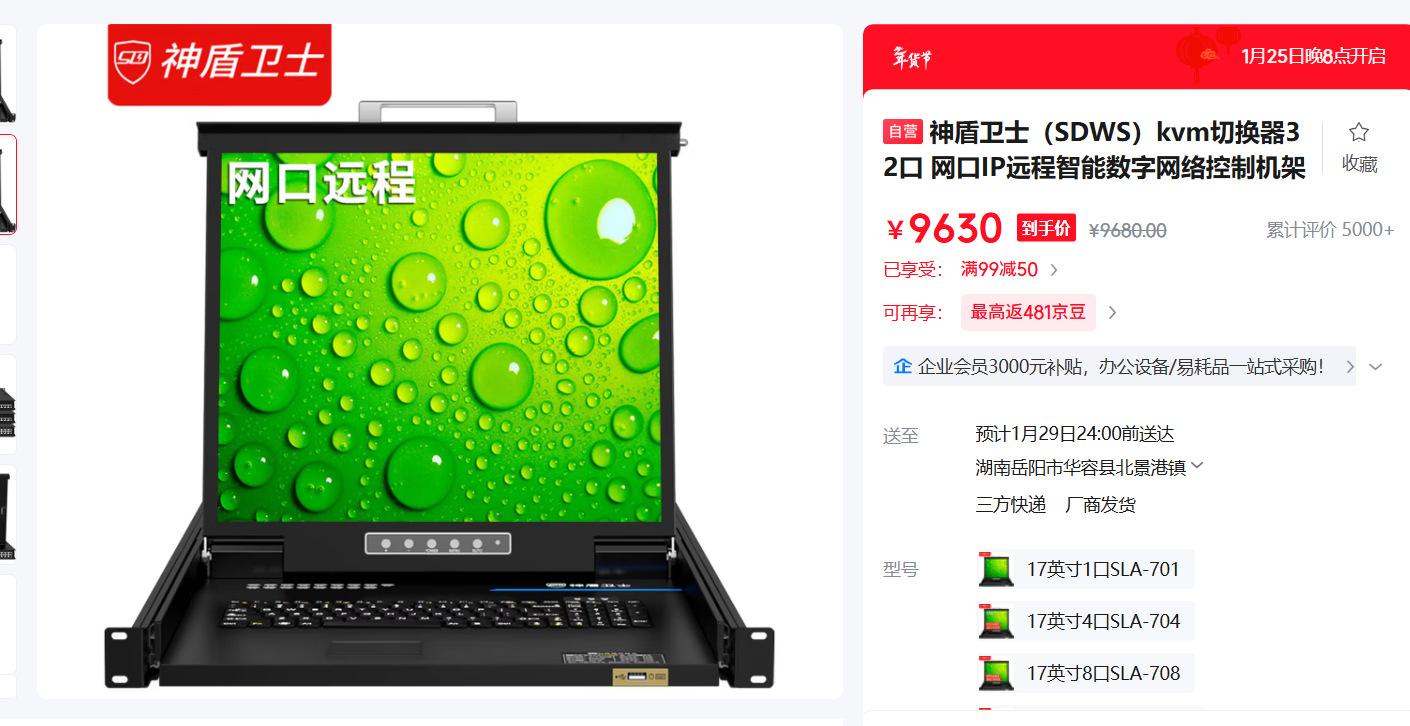 神盾卫士
网口远程
神盾卫士
年货节
1月25日晚8点开启
自营 神盾卫士（SDWS）kvm切换器3
2口 网口IP远程智能数字网络控制机架
收藏
¥9630 到手价 ¥9680.00
累计评价 5000+
已享受： 满99减50
可再享： 最高返481京豆
企 企业会员3000元补贴，办公设备/易耗品一站式采购！
送至
预计1月29日24:00前送达
湖南岳阳市华容县北景港镇
三方快递 厂商发货
型号
17英寸1口SLA-701
17英寸4口SLA-704
17英寸8口SLA-708